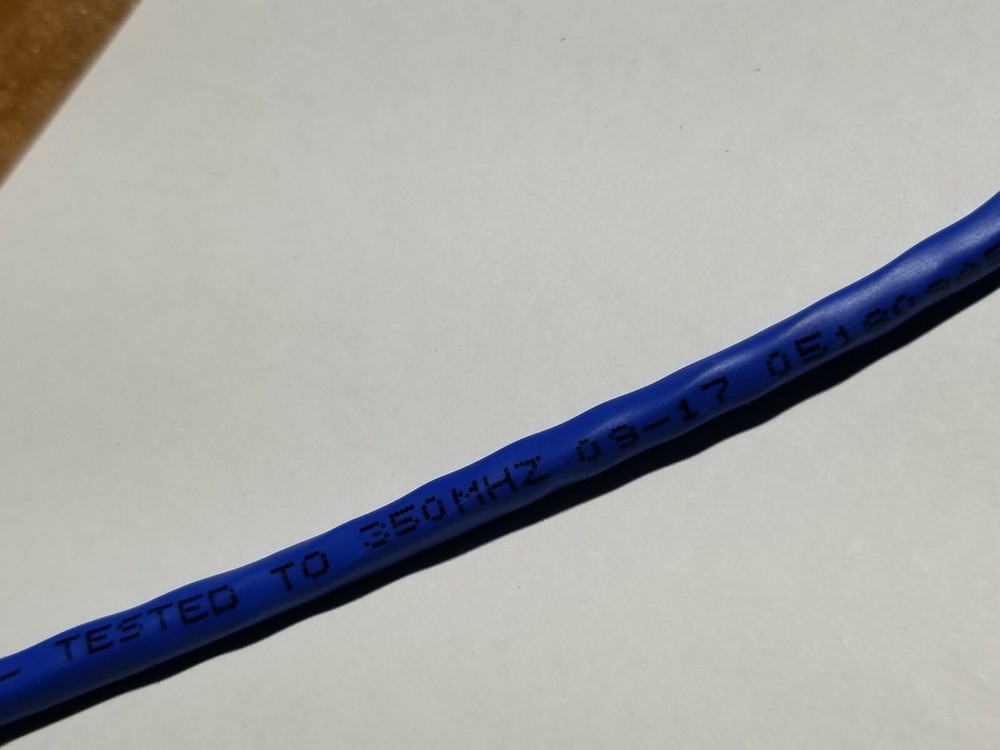 - TESTED TO 350MHZ 09-17